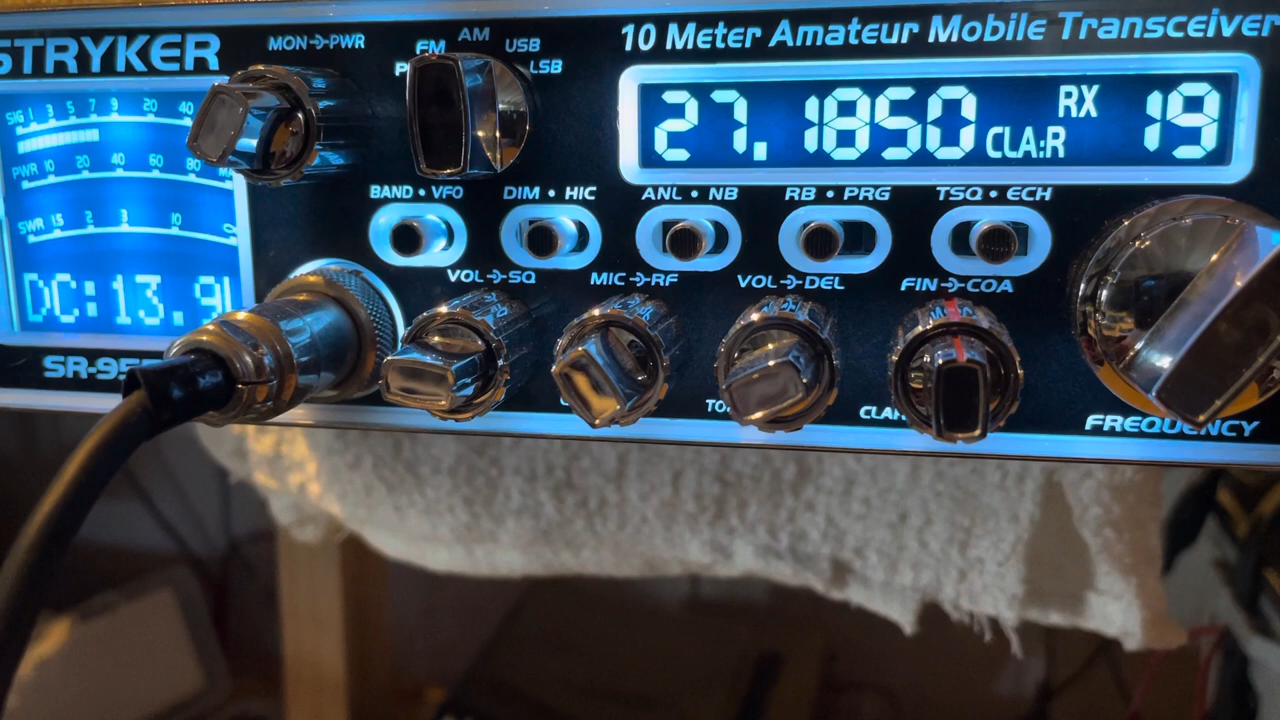 STRYKER
MON PWR
FM
AM
USB
LSB
10 Meter Amateur Mobile Transceiver
SIG 1 3 5 7 9 20 40
PWR 10 20 40 60 80
SWR 1.5 2 3 10 ∞
DC:13.9
27.1850
CLA:R
RX
19
BAND • VFO
DIM • HIC
ANL • NB
RB • PRG
TSQ • ECH
VOL SQ
MIC RF
VOL DEL
FIN COA
SR-95
FREQUENCY